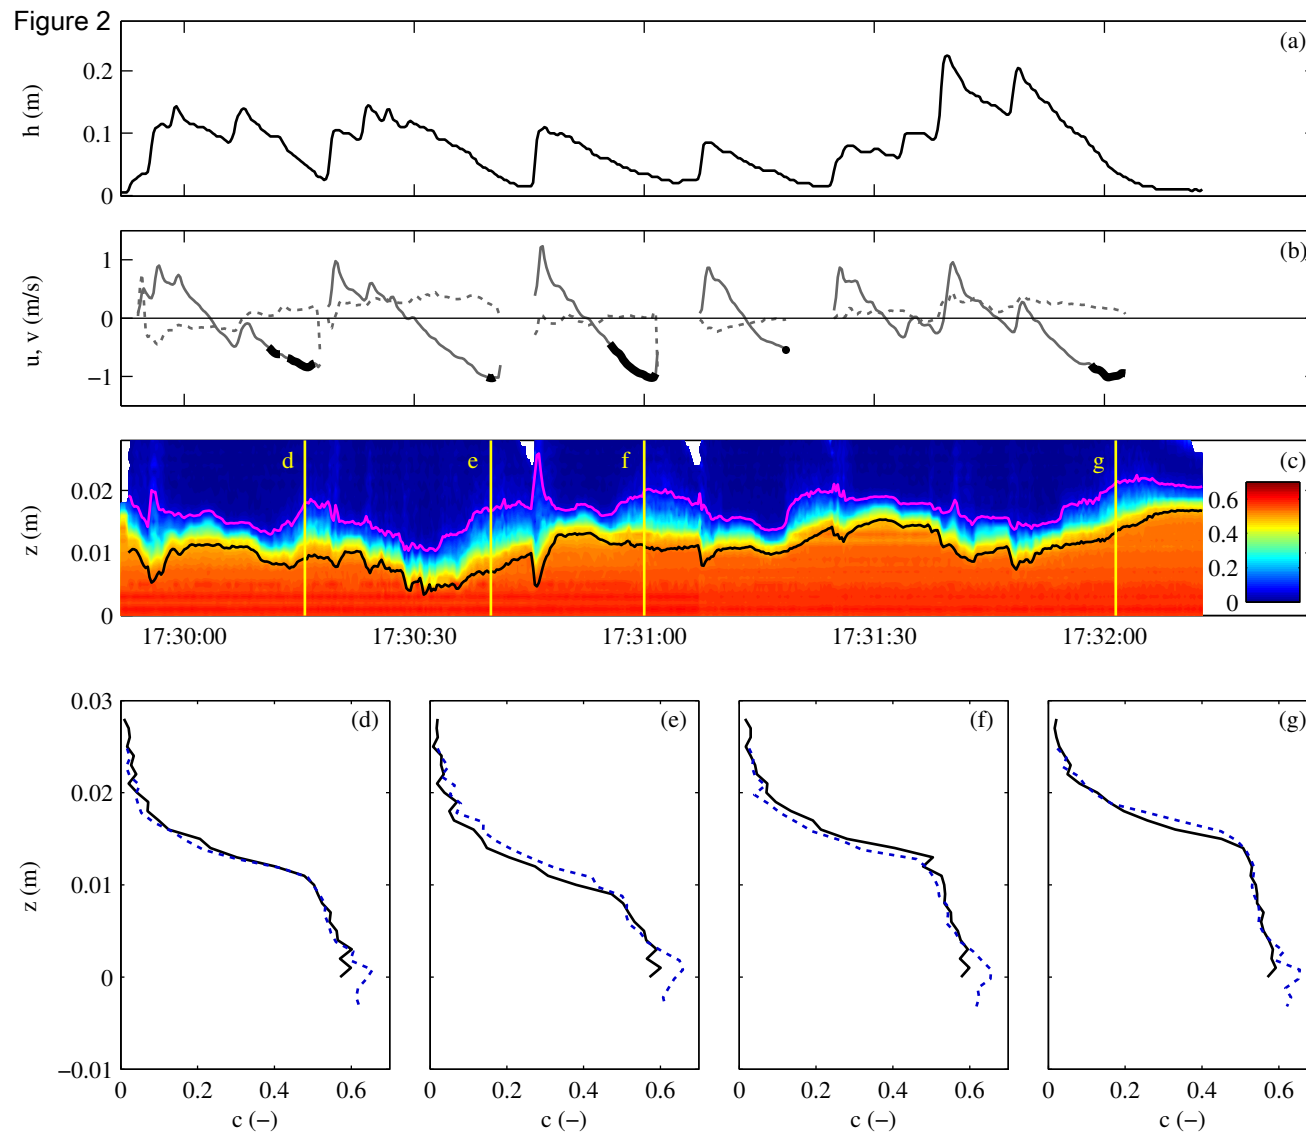 Figure 2
(a)
h (m)
0.2
0.1
0
(b)
u, v (m/s)
1
0
−1
(c)
z (m)
0.02
0.01
0
d
e
f
g
0.6
0.4
0.2
0
17:30:00
17:30:30
17:31:00
17:31:30
17:32:00
z (m)
0.03
0.02
0.01
0
−0.01
(d)
(e)
(f)
(g)
0 0.2 0.4 0.6
0 0.2 0.4 0.6
0 0.2 0.4 0.6
0 0.2 0.4 0.6
c (−)
c (−)
c (−)
c (−)